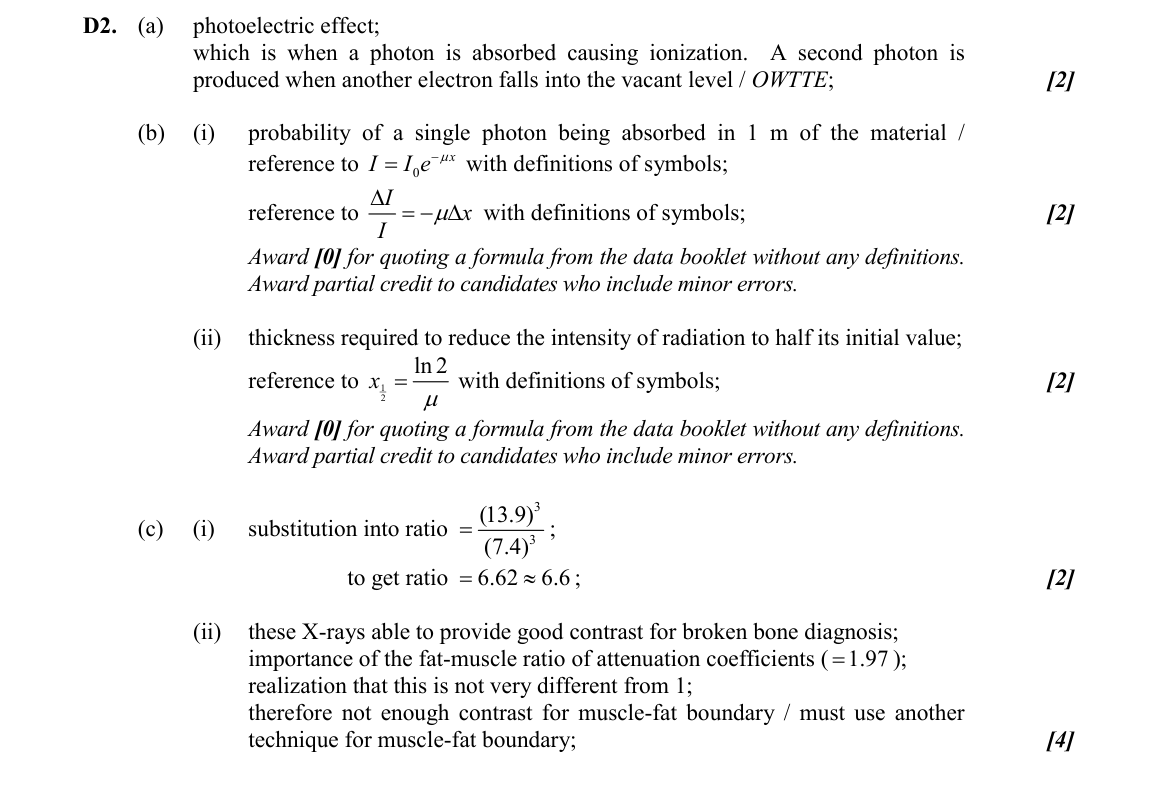 D2. (a) photoelectric effect;
which is when a photon is absorbed causing ionization. A second photon is
produced when another electron falls into the vacant level / OWTTE; [2]
(b) (i) probability of a single photon being absorbed in 1 m of the material /
reference to I = I₀e^(−μx) with definitions of symbols;
reference to ΔI/I = −μΔx with definitions of symbols; [2]
Award [0] for quoting a formula from the data booklet without any definitions.
Award partial credit to candidates who include minor errors.
(ii) thickness required to reduce the intensity of radiation to half its initial value;
reference to x_(1/2) = ln 2/μ with definitions of symbols; [2]
Award [0] for quoting a formula from the data booklet without any definitions.
Award partial credit to candidates who include minor errors.
(c) (i) substitution into ratio = (13.9)³/(7.4)³ ;
to get ratio = 6.62 ≈ 6.6 ; [2]
(ii) these X-rays able to provide good contrast for broken bone diagnosis;
importance of the fat-muscle ratio of attenuation coefficients ( = 1.97 );
realization that this is not very different from 1;
therefore not enough contrast for muscle-fat boundary / must use another
technique for muscle-fat boundary; [4]